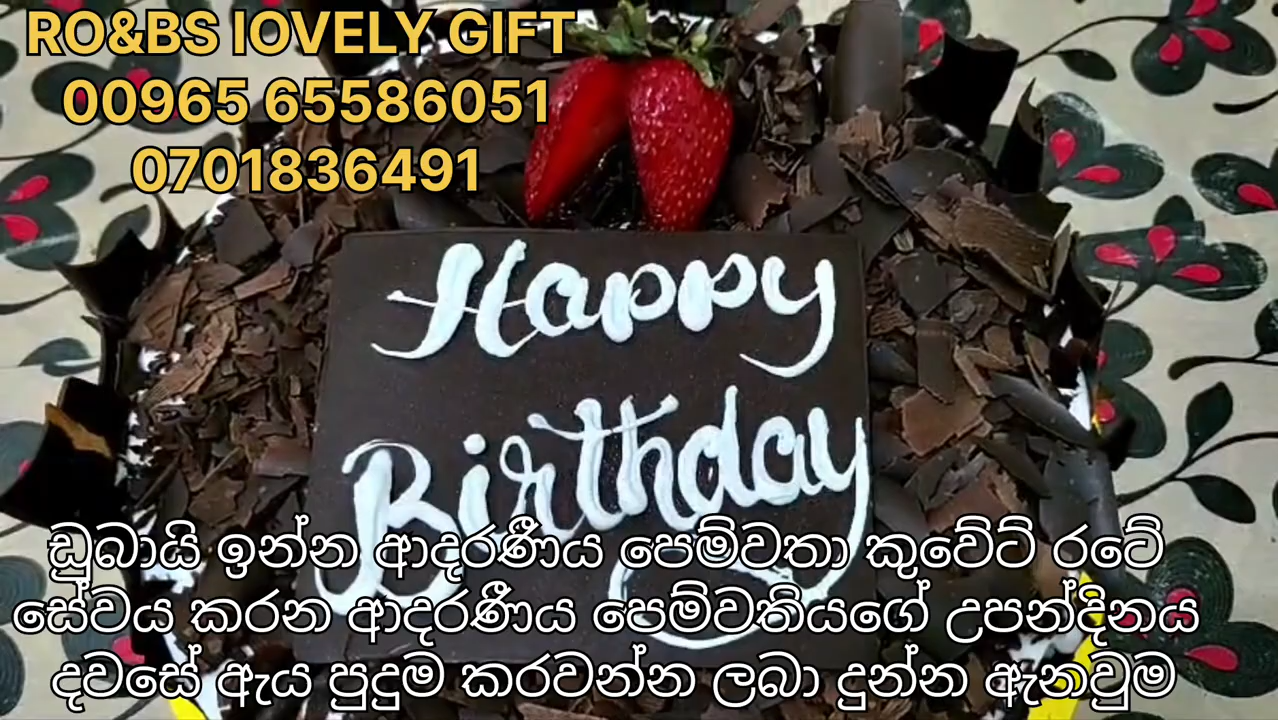 RO&BS lOVELY GIFT
00965 65586051
0701836491
Happy
Birthday
ඩුබායි ඉන්න ආදරණීය පෙම්වතා කුවේට් රටේ
සේවය කරන ආදරණීය පෙම්වතියගේ උපන්දිනය
දවසේ ඇය පුදුම කරවන්න ලබා දුන්න ඇනවුම